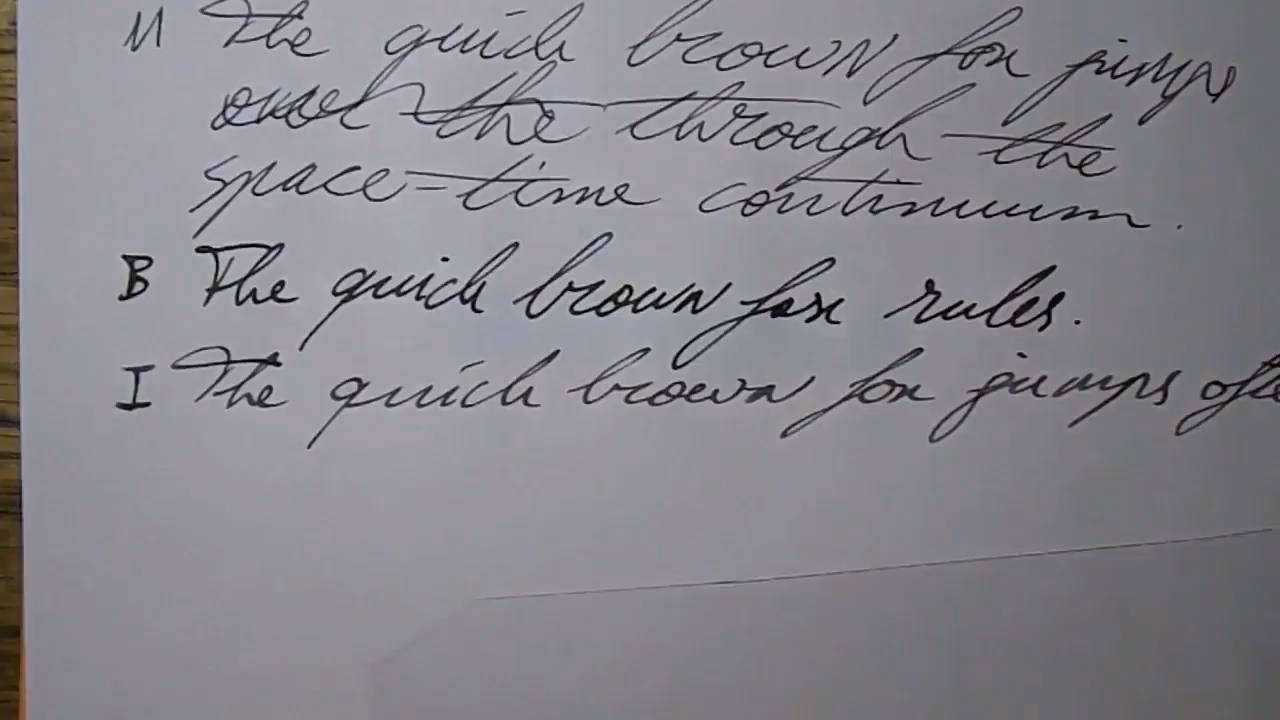 M The quick brown fox jumps
over the through the
space-time continuum.
B The quick brown fox rules.
I The quick brown fox jumps